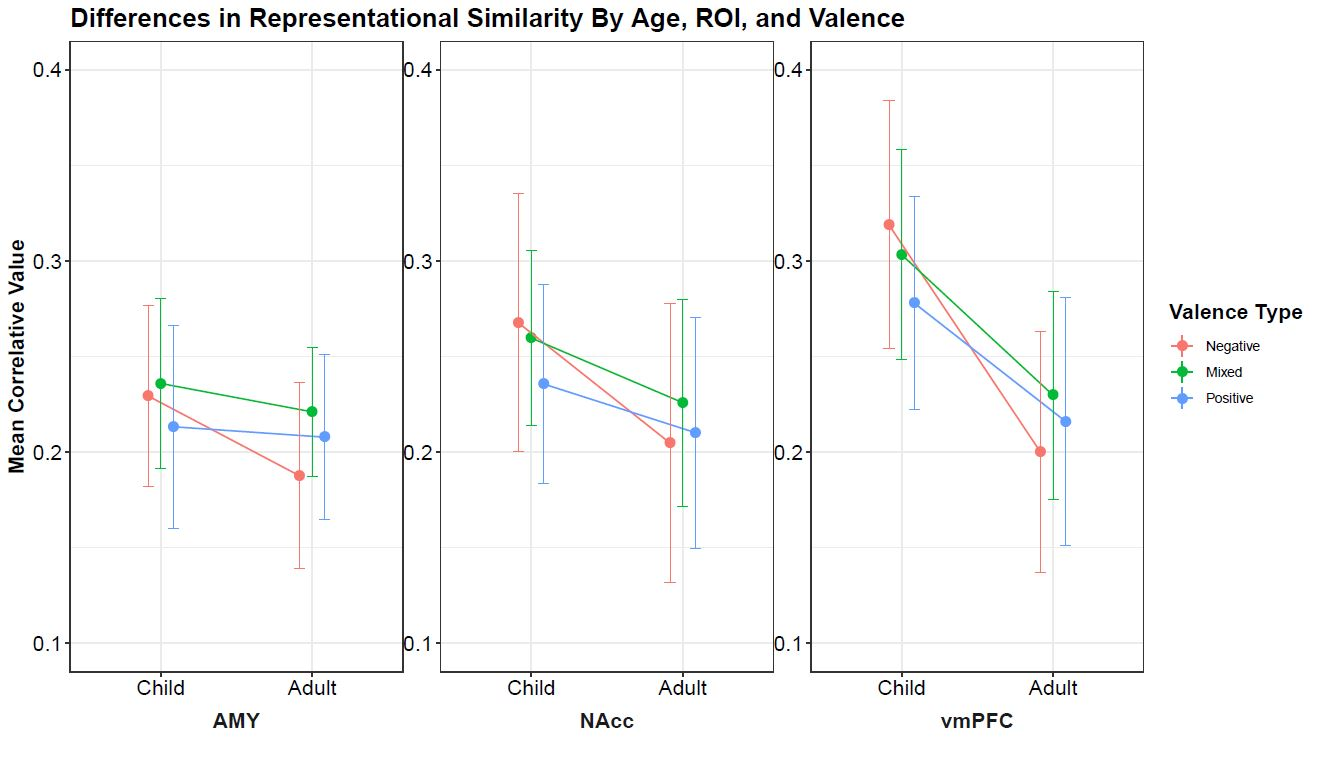 Differences in Representational Similarity By Age, ROI, and Valence
Mean Correlative Value
0.4
0.3
0.2
0.1
Child Adult
AMY
0.4
0.3
0.2
0.1
Child Adult
NAcc
0.4
0.3
0.2
0.1
Child Adult
vmPFC
Valence Type
Negative
Mixed
Positive